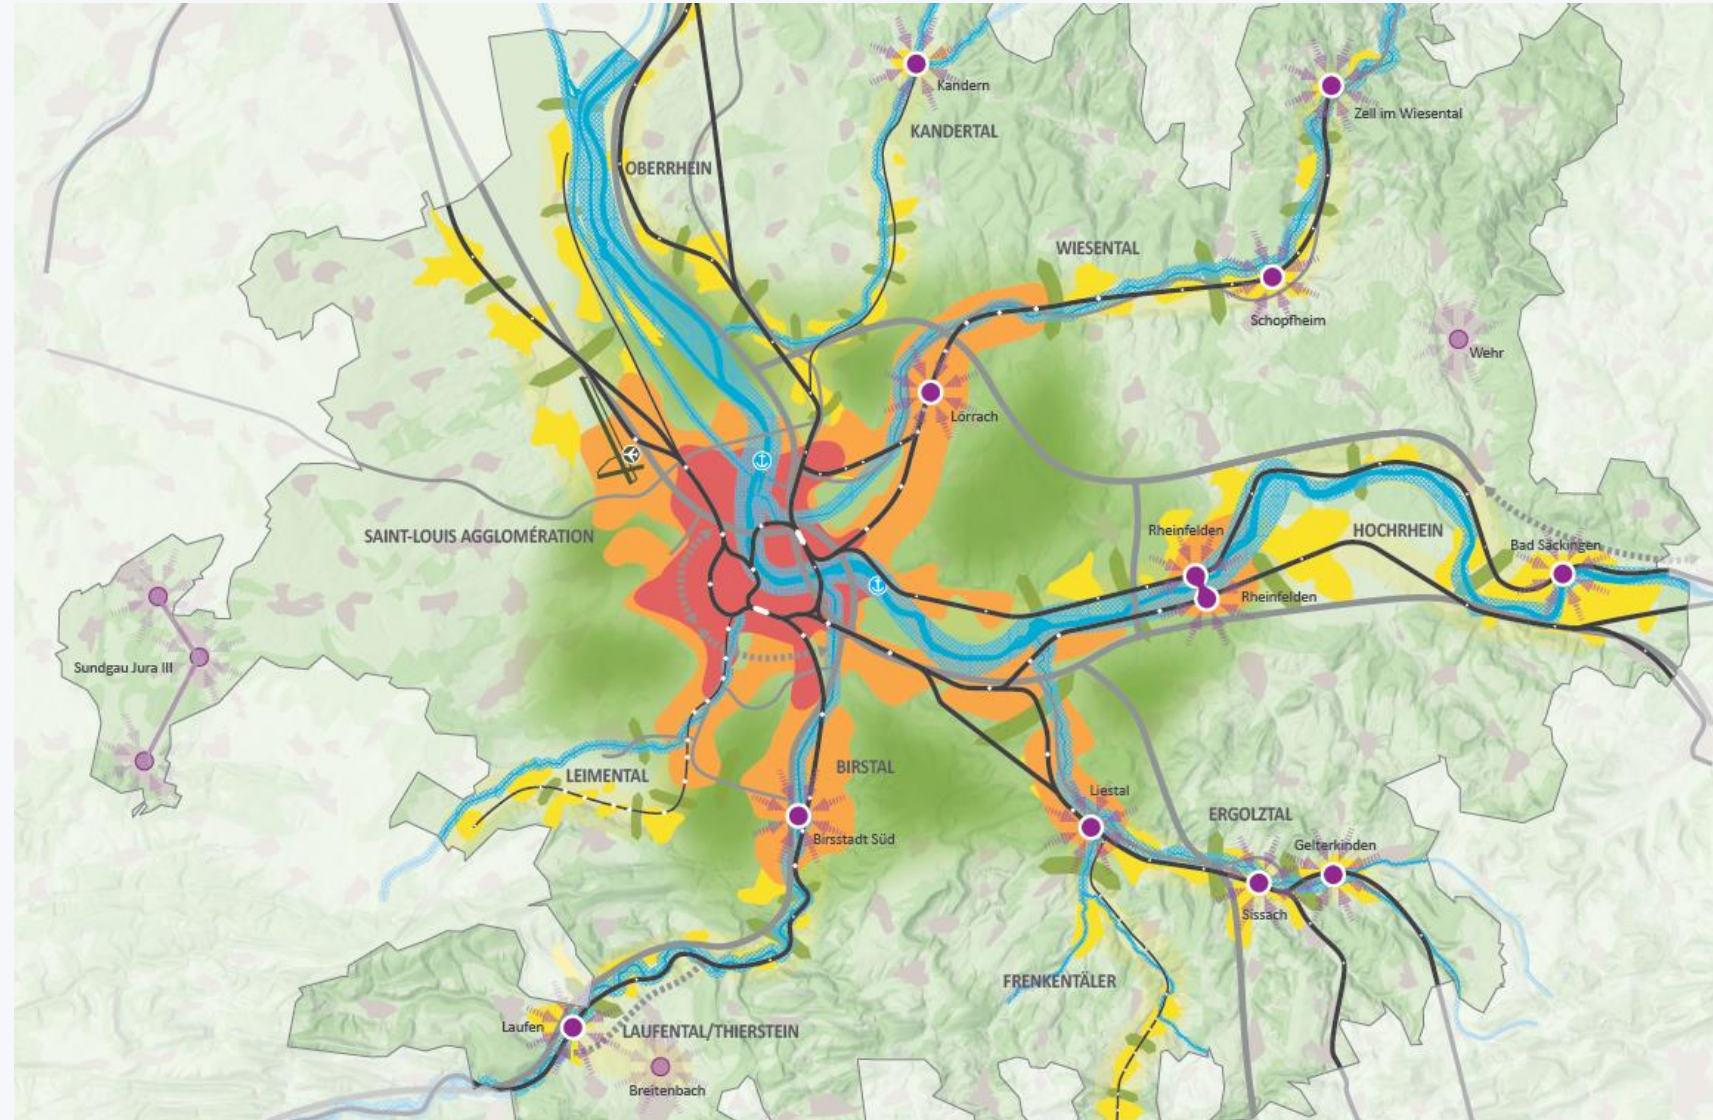 Kandern
Zell im Wiesental
KANDERTAL
OBERRHEIN
WIESENTAL
Schopfheim
Wehr
Lörrach
SAINT-LOUIS AGGLOMÉRATION
Rheinfelden
HOCHRHEIN
Bad Säckingen
Rheinfelden
Sundgau Jura III
LEIMENTAL
BIRSTAL
Liestal
ERGOLZTAL
Birsstadt Süd
Gelterkinden
Sissach
FRENKENTÄLER
Laufen
LAUFENTAL/THIERSTEIN
Breitenbach